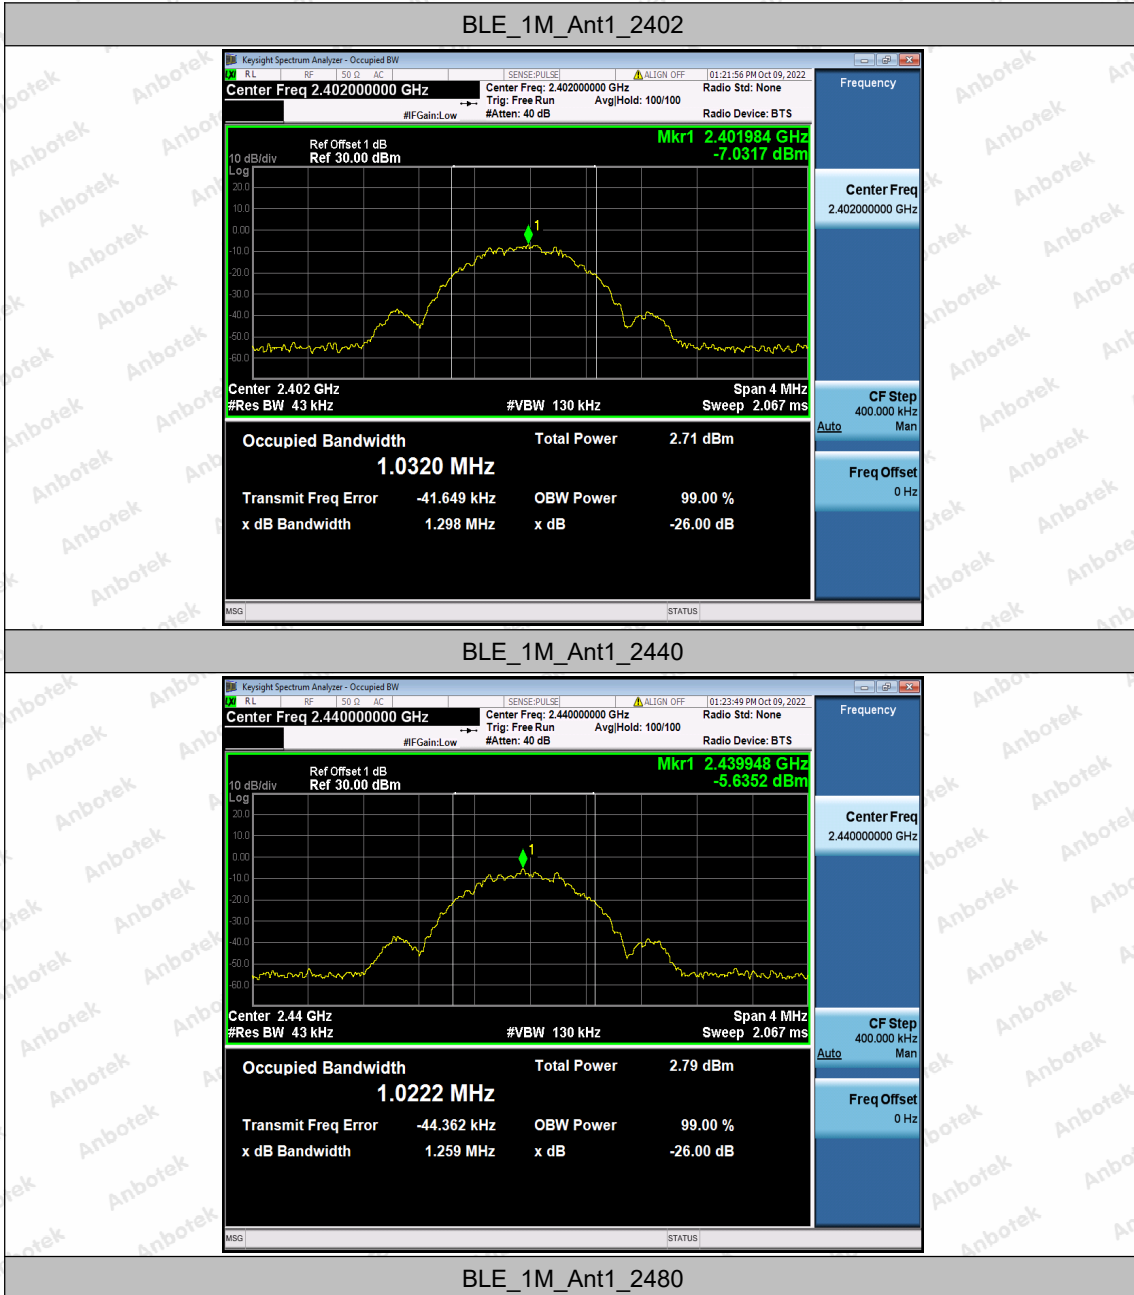 BLE_1M_Ant1_2402
Keysight Spectrum Analyzer - Occupied BW
RL RF 50 Ω AC SENSE:PULSE ALIGN OFF 01:21:56 PM Oct 09, 2022
Center Freq 2.402000000 GHz
Center Freq: 2.402000000 GHz Radio Std: None
Trig: Free Run Avg|Hold: 100/100
#IFGain:Low #Atten: 40 dB Radio Device: BTS
Frequency
Mkr1 2.401984 GHz
-7.0317 dBm
Ref Offset 1 dB
10 dB/div Ref 30.00 dBm
Log
20.0
10.0
0.00
-10.0
-20.0
-30.0
-40.0
-50.0
-60.0
1
Center Freq
2.402000000 GHz
Center 2.402 GHz Span 4 MHz
#Res BW 43 kHz #VBW 130 kHz Sweep 2.067 ms
CF Step
400.000 kHz
Auto Man
Occupied Bandwidth Total Power 2.71 dBm
1.0320 MHz
Transmit Freq Error -41.649 kHz OBW Power 99.00 %
x dB Bandwidth 1.298 MHz x dB -26.00 dB
Freq Offset
0 Hz
MSG STATUS
BLE_1M_Ant1_2440
Keysight Spectrum Analyzer - Occupied BW
RL RF 50 Ω AC SENSE:PULSE ALIGN OFF 01:23:49 PM Oct 09, 2022
Center Freq 2.440000000 GHz
Center Freq: 2.440000000 GHz Radio Std: None
Trig: Free Run Avg|Hold: 100/100
#IFGain:Low #Atten: 40 dB Radio Device: BTS
Frequency
Mkr1 2.439948 GHz
-5.6352 dBm
Ref Offset 1 dB
10 dB/div Ref 30.00 dBm
Log
20.0
10.0
0.00
-10.0
-20.0
-30.0
-40.0
-50.0
-60.0
1
Center Freq
2.440000000 GHz
Center 2.44 GHz Span 4 MHz
#Res BW 43 kHz #VBW 130 kHz Sweep 2.067 ms
CF Step
400.000 kHz
Auto Man
Occupied Bandwidth Total Power 2.79 dBm
1.0222 MHz
Transmit Freq Error -44.362 kHz OBW Power 99.00 %
x dB Bandwidth 1.259 MHz x dB -26.00 dB
Freq Offset
0 Hz
MSG STATUS
BLE_1M_Ant1_2480
Anbotek